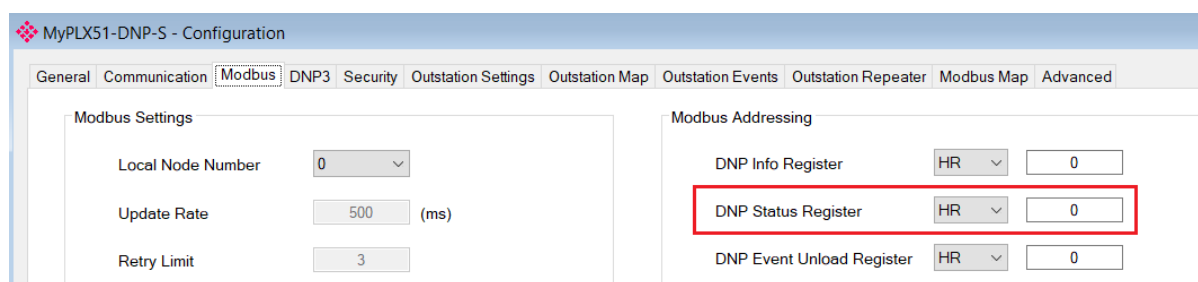 MyPLX51-DNP-S - Configuration
General Communication Modbus DNP3 Security Outstation Settings Outstation Map Outstation Events Outstation Repeater Modbus Map Advanced
Modbus Settings
Local Node Number 0
Update Rate 500 (ms)
Retry Limit 3
Modbus Addressing
DNP Info Register HR 0
DNP Status Register HR 0
DNP Event Unload Register HR 0